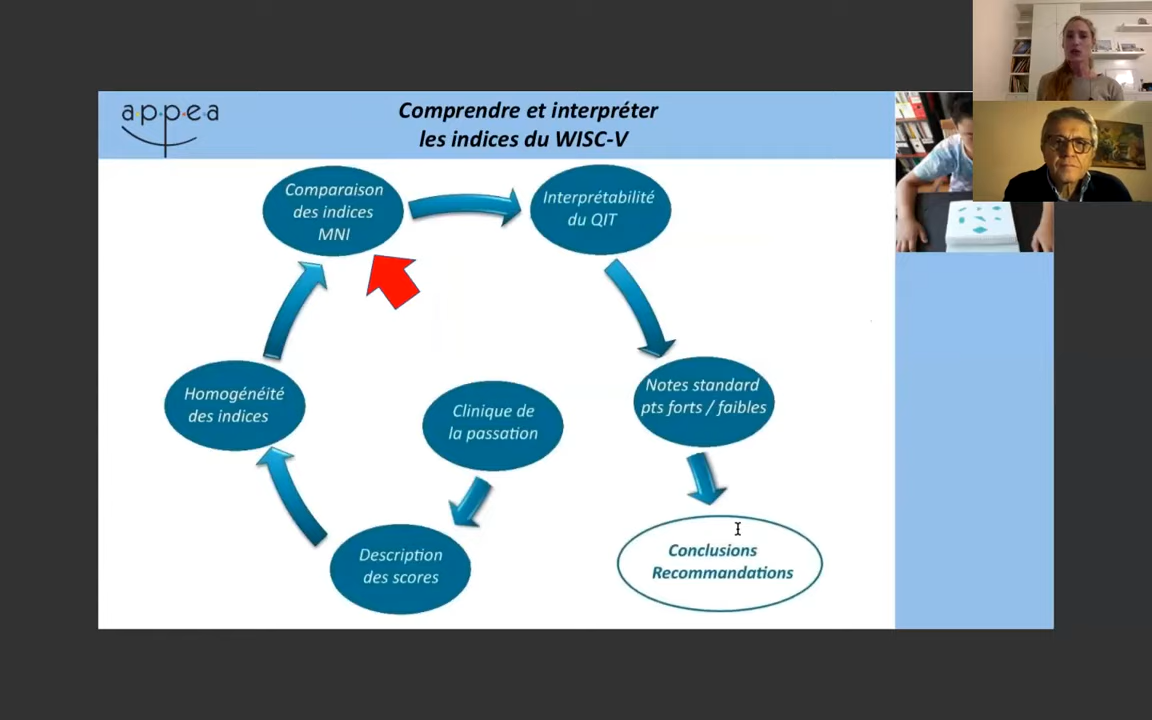 appea
Comprendre et interpréter
les indices du WISC-V
Comparaison
des indices
MNI
Interprétabilité
du QIT
Homogénéité
des indices
Clinique de
la passation
Notes standard
pts forts / faibles
Description
des scores
Conclusions
Recommandations